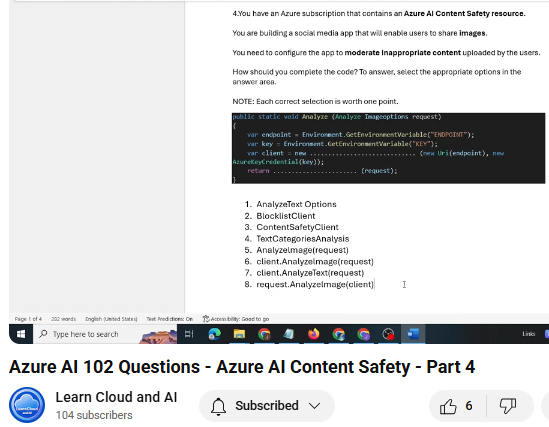 4.You have an Azure subscription that contains an Azure AI Content Safety resource.
You are building a social media app that will enable users to share images.
You need to configure the app to moderate inappropriate content uploaded by the users.
How should you complete the code? To answer, select the appropriate options in the
answer area.
NOTE: Each correct selection is worth one point.
public static void Analyze (Analyze Imageoptions request)
{
var endpoint = Environment.GetEnvironmentVariable("ENDPOINT");
var key = Environment.GetEnvironmentVariable("KEY");
var client = new ............................ (new Uri(endpoint), new
AzureKeyCredential(key));
return ...................... (request);
}
1. AnalyzeText Options
2. BlocklistClient
3. ContentSafetyClient
4. TextCategoriesAnalysis
5. AnalyzeImage(request)
6. client.AnalyzeImage(request)
7. client.AnalyzeText(request)
8. request.AnalyzeImage(client)
Page 1 of 4 282 words English (United States) Text Predictions: On Accessibility: Good to go
Type here to search
Links
Azure AI 102 Questions - Azure AI Content Safety - Part 4
Learn Cloud and AI
104 subscribers
Subscribed
6